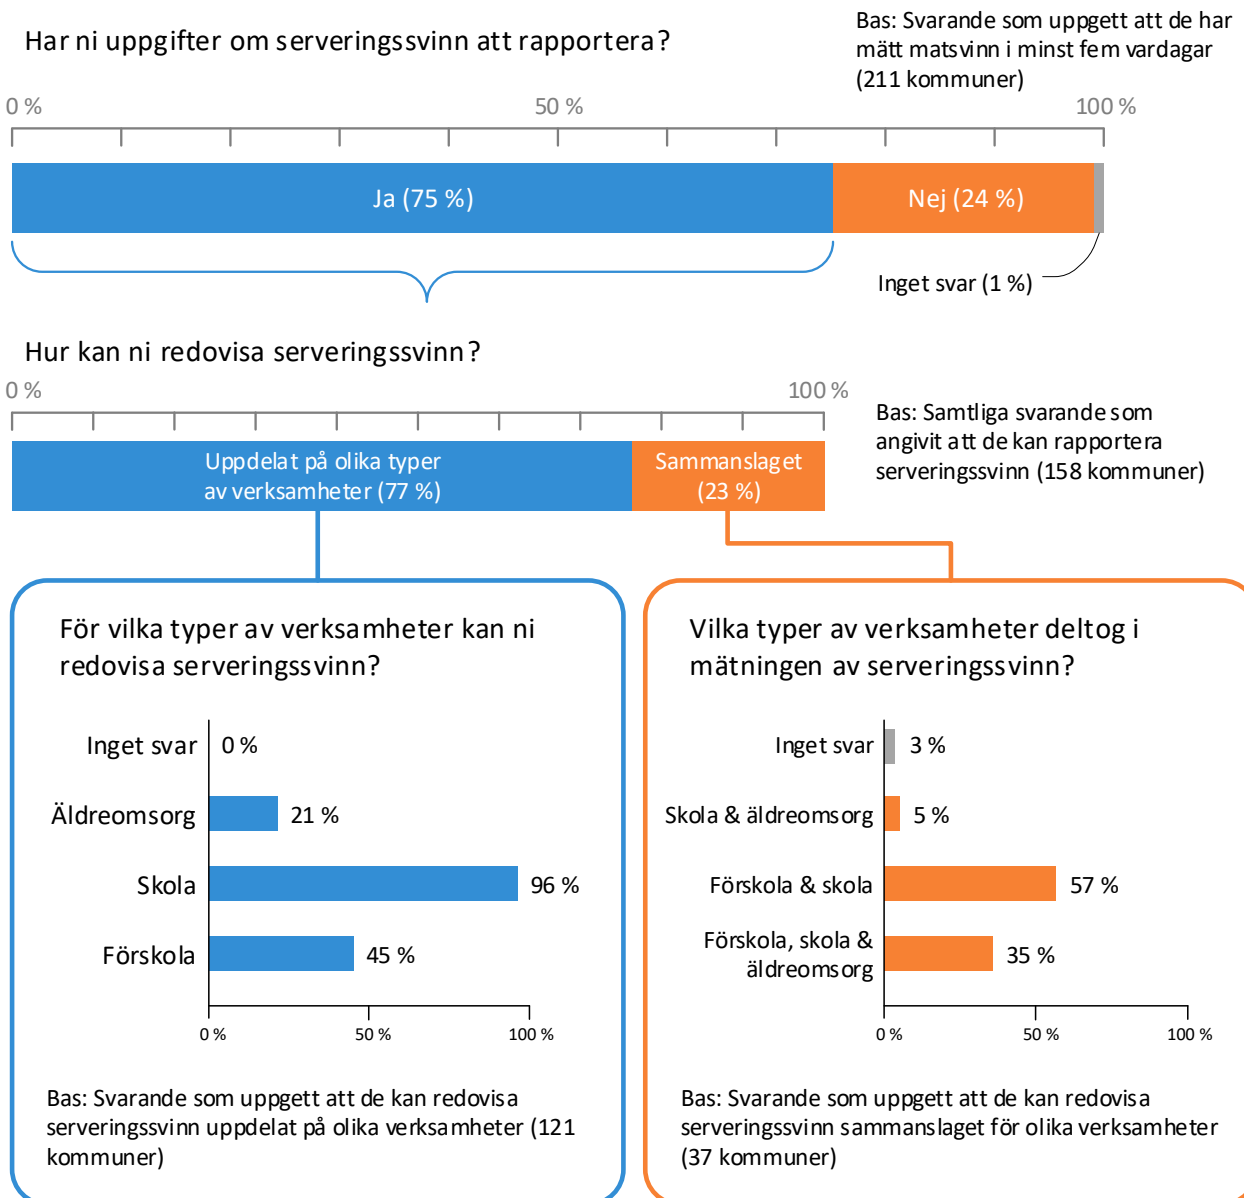 Har ni uppgifter om serveringssvinn att rapportera?
Bas: Svarande som uppgett att de har
mätt matsvinn i minst fem vardagar
(211 kommuner)
0 %
50 %
100 %
Ja (75 %)
Nej (24 %)
Inget svar (1 %)
Hur kan ni redovisa serveringssvinn?
0 %
100 %
Bas: Samtliga svarande som
angivit att de kan rapportera
serveringssvinn (158 kommuner)
Uppdelat på olika typer
av verksamheter (77 %)
Sammanslaget
(23 %)
För vilka typer av verksamheter kan ni
redovisa serveringssvinn?
Inget svar
0 %
Äldreomsorg
21 %
Skola
96 %
Förskola
45 %
0 %
50 %
100 %
Bas: Svarande som uppgett att de kan redovisa
serveringssvinn uppdelat på olika verksamheter (121
kommuner)
Vilka typer av verksamheter deltog i
mätningen av serveringssvinn?
Inget svar
3 %
Skola & äldreomsorg
5 %
Förskola & skola
57 %
Förskola, skola &
äldreomsorg
35 %
0 %
50 %
100 %
Bas: Svarande som uppgett att de kan redovisa
serveringssvinn sammanslaget för olika verksamheter
(37 kommuner)